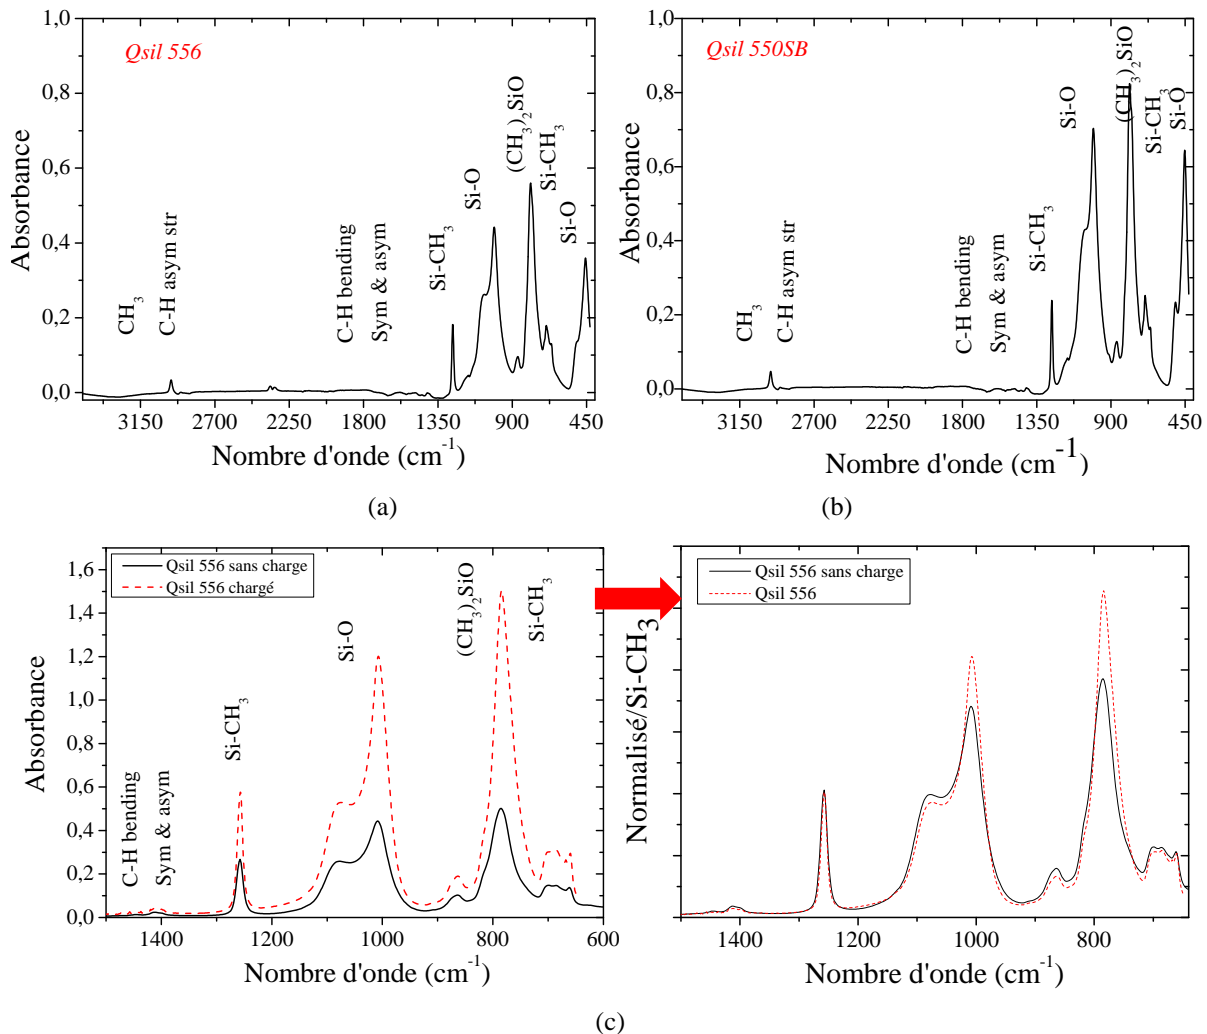 Qsil 556
Absorbance
1,0
0,8
0,6
0,4
0,2
0,0
CH3
C-H asym str
C-H bending
Sym & asym
Si-CH3
Si-O
(CH3)2SiO
Si-CH3
Si-O
3150 2700 2250 1800 1350 900 450
Nombre d'onde (cm-1)
(a)
Qsil 550SB
Absorbance
1,0
0,8
0,6
0,4
0,2
0,0
CH3
C-H asym str
C-H bending
Sym & asym
Si-CH3
Si-O
(CH3)2SiO
Si-CH3
Si-O
3150 2700 2250 1800 1350 900 450
Nombre d'onde (cm-1)
(b)
Qsil 556 sans charge
Qsil 556 chargé
Absorbance
1,6
1,4
1,2
1,0
0,8
0,6
0,4
0,2
0,0
C-H bending
Sym & asym
Si-CH3
Si-O
(CH3)2SiO
Si-CH3
1400 1200 1000 800 600
Nombre d'onde (cm-1)
Qsil 556 sans charge
Qsil 556
Normalisé/Si-CH3
1400 1200 1000 800
Nombre d'onde (cm-1)
(c)